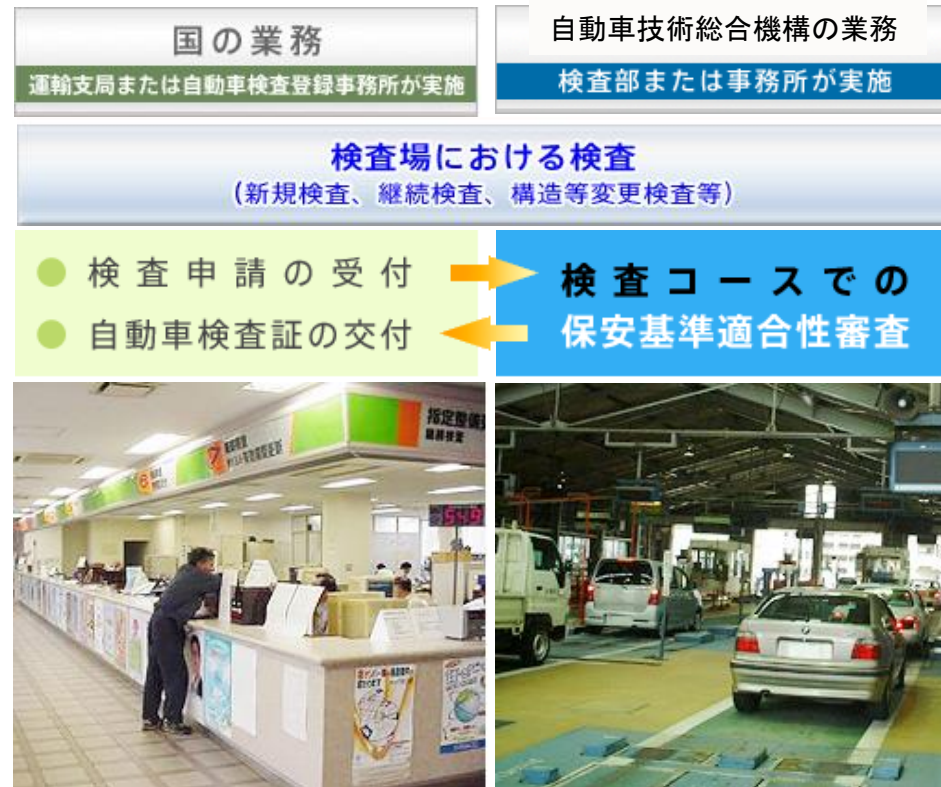 国の業務
運輸支局または自動車検査登録事務所が実施
自動車技術総合機構の業務
検査部または事務所が実施
検査場における検査
(新規検査、継続検査、構造等変更検査等)
検査申請の受付
自動車検査証の交付
検査コースでの
保安基準適合性審査
指定整備
継続検査
549